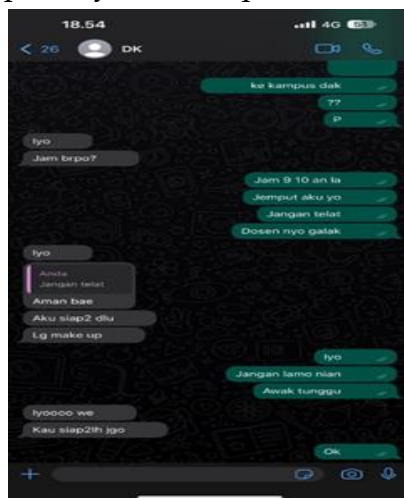 18.54
4G 63
26
DK
ke kampus dak
??
P
Iyo
Jam brpo?
Jam 9 10 an la
Jemput aku yo
Jangan telat
Dosen nyo galak
Iyo
Anda
Jangan telat
Aman bae
Aku siap2 dlu
Lg make up
Iyo
Jangan lamo nian
Awak tunggu
Iyoooo we
Kau siap2lh jgo
Ok